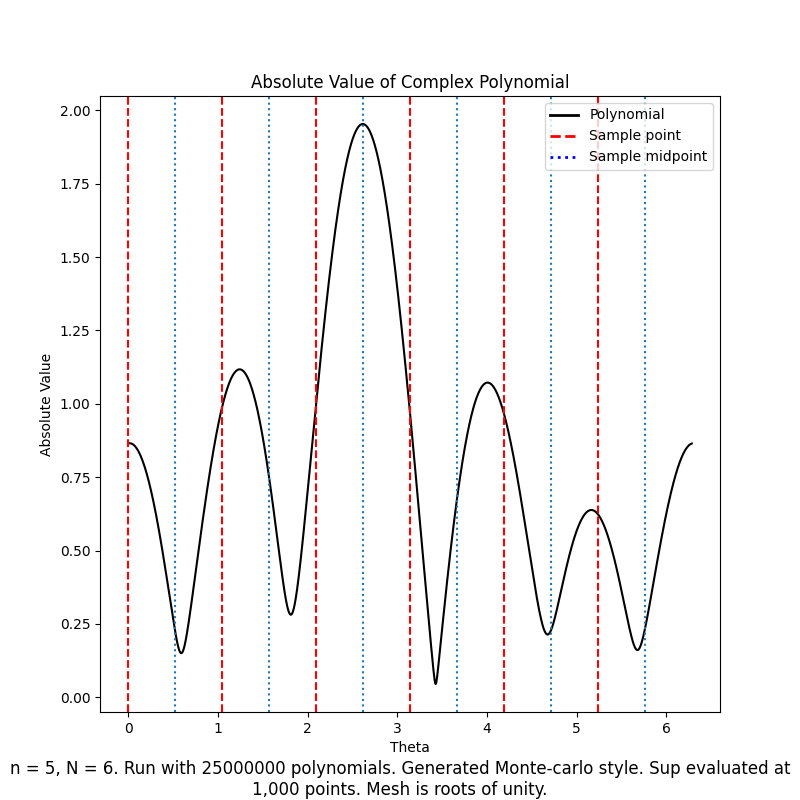 Absolute Value of Complex Polynomial
2.00
1.75
1.50
1.25
1.00
0.75
0.50
0.25
0.00
Absolute Value
Polynomial
Sample point
Sample midpoint
0 1 2 3 4 5 6
Theta
n = 5, N = 6. Run with 25000000 polynomials. Generated Monte-carlo style. Sup evaluated at
1,000 points. Mesh is roots of unity.